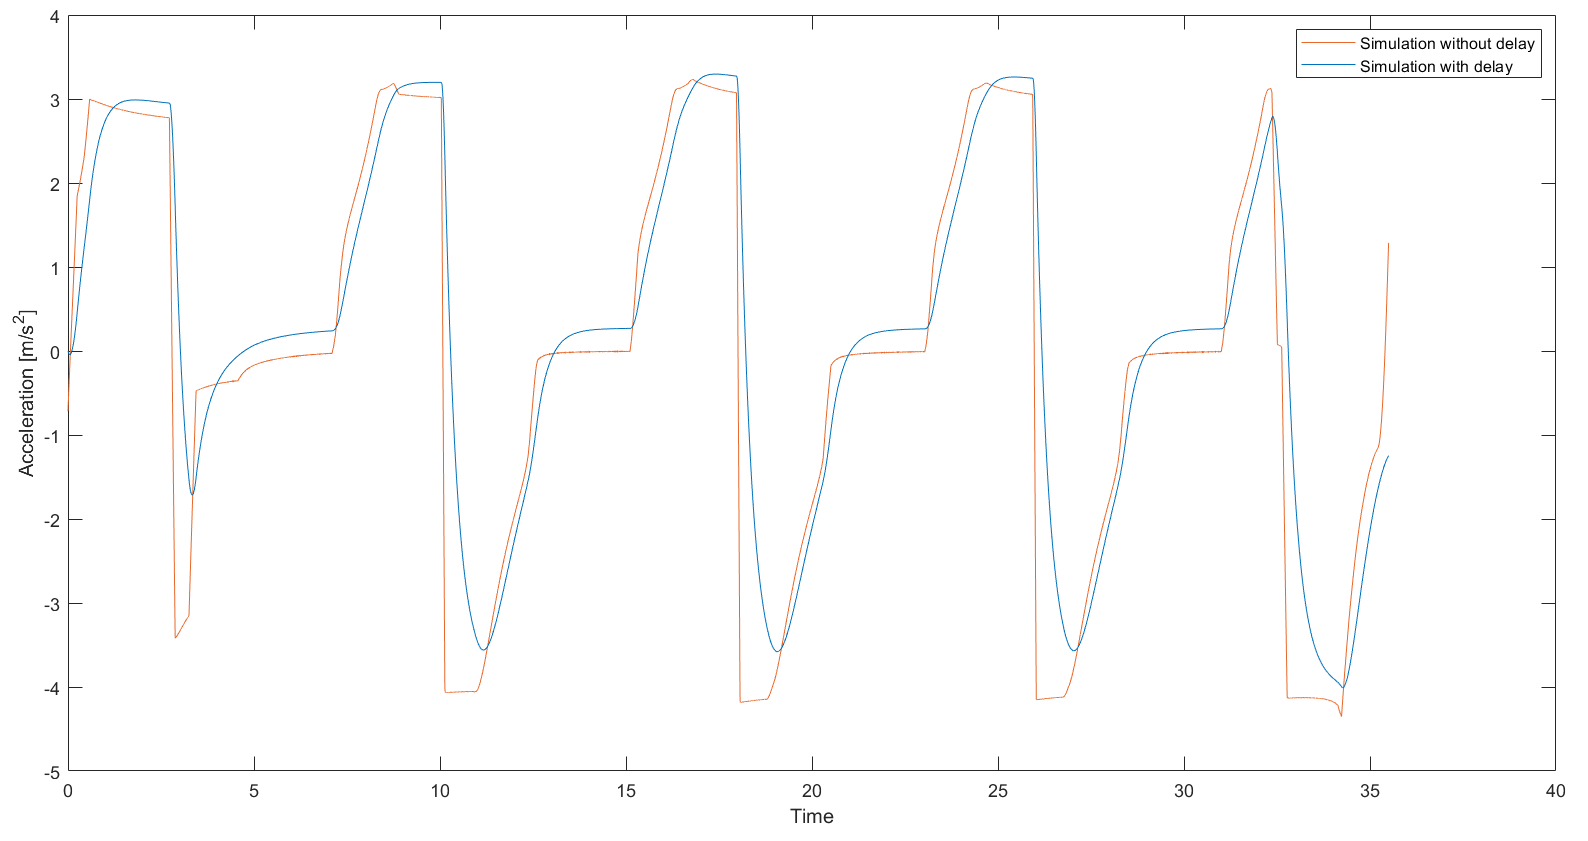 Simulation without delay
Simulation with delay
Acceleration [m/s²]
4
3
2
1
0
-1
-2
-3
-4
-5
0 5 10 15 20 25 30 35 40
Time